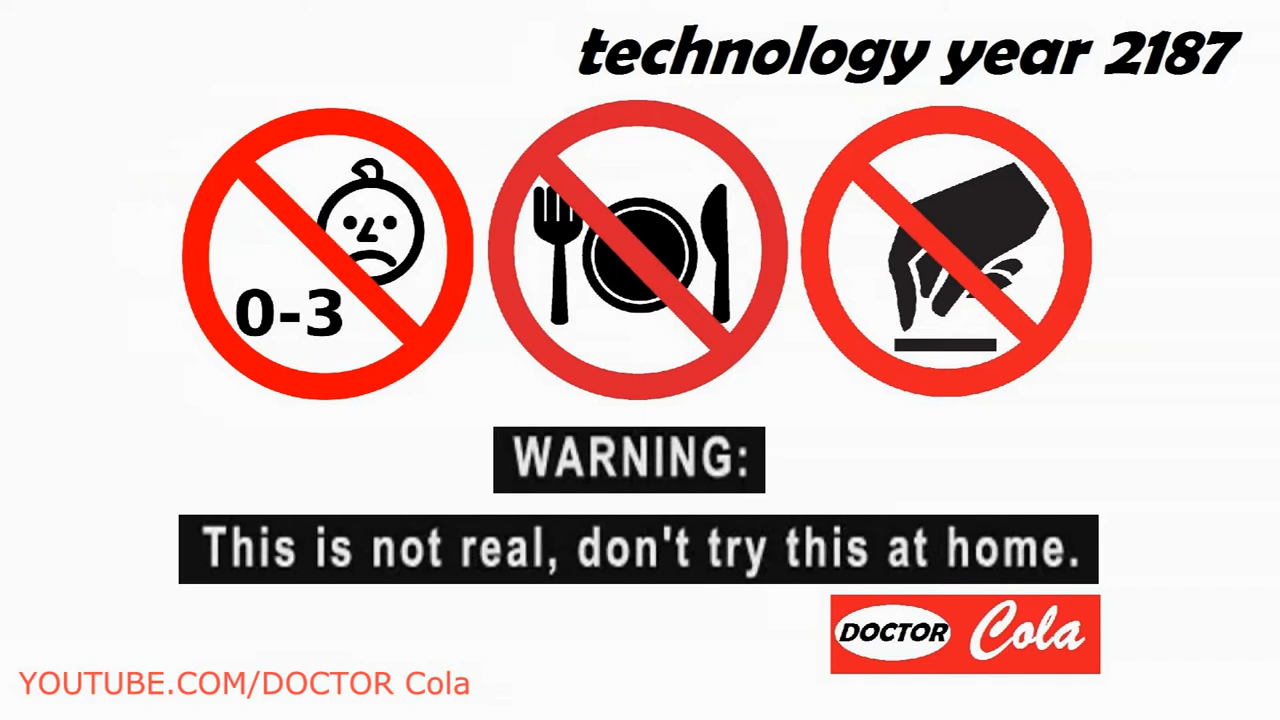 technology year 2187
0-3
WARNING:
This is not real, don't try this at home.
DOCTOR Cola
YOUTUBE.COM/DOCTOR Cola